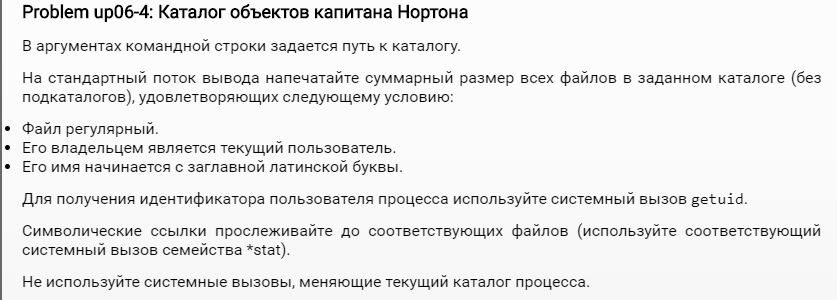 Problem up06-4: Каталог объектов капитана Нортона
В аргументах командной строки задается путь к каталогу.
На стандартный поток вывода напечатайте суммарный размер всех файлов в заданном каталоге (без
подкаталогов), удовлетворяющих следующему условию:
• Файл регулярный.
• Его владельцем является текущий пользователь.
• Его имя начинается с заглавной латинской буквы.
Для получения идентификатора пользователя процесса используйте системный вызов getuid.
Символические ссылки прослеживайте до соответствующих файлов (используйте соответствующий
системный вызов семейства *stat).
Не используйте системные вызовы, меняющие текущий каталог процесса.